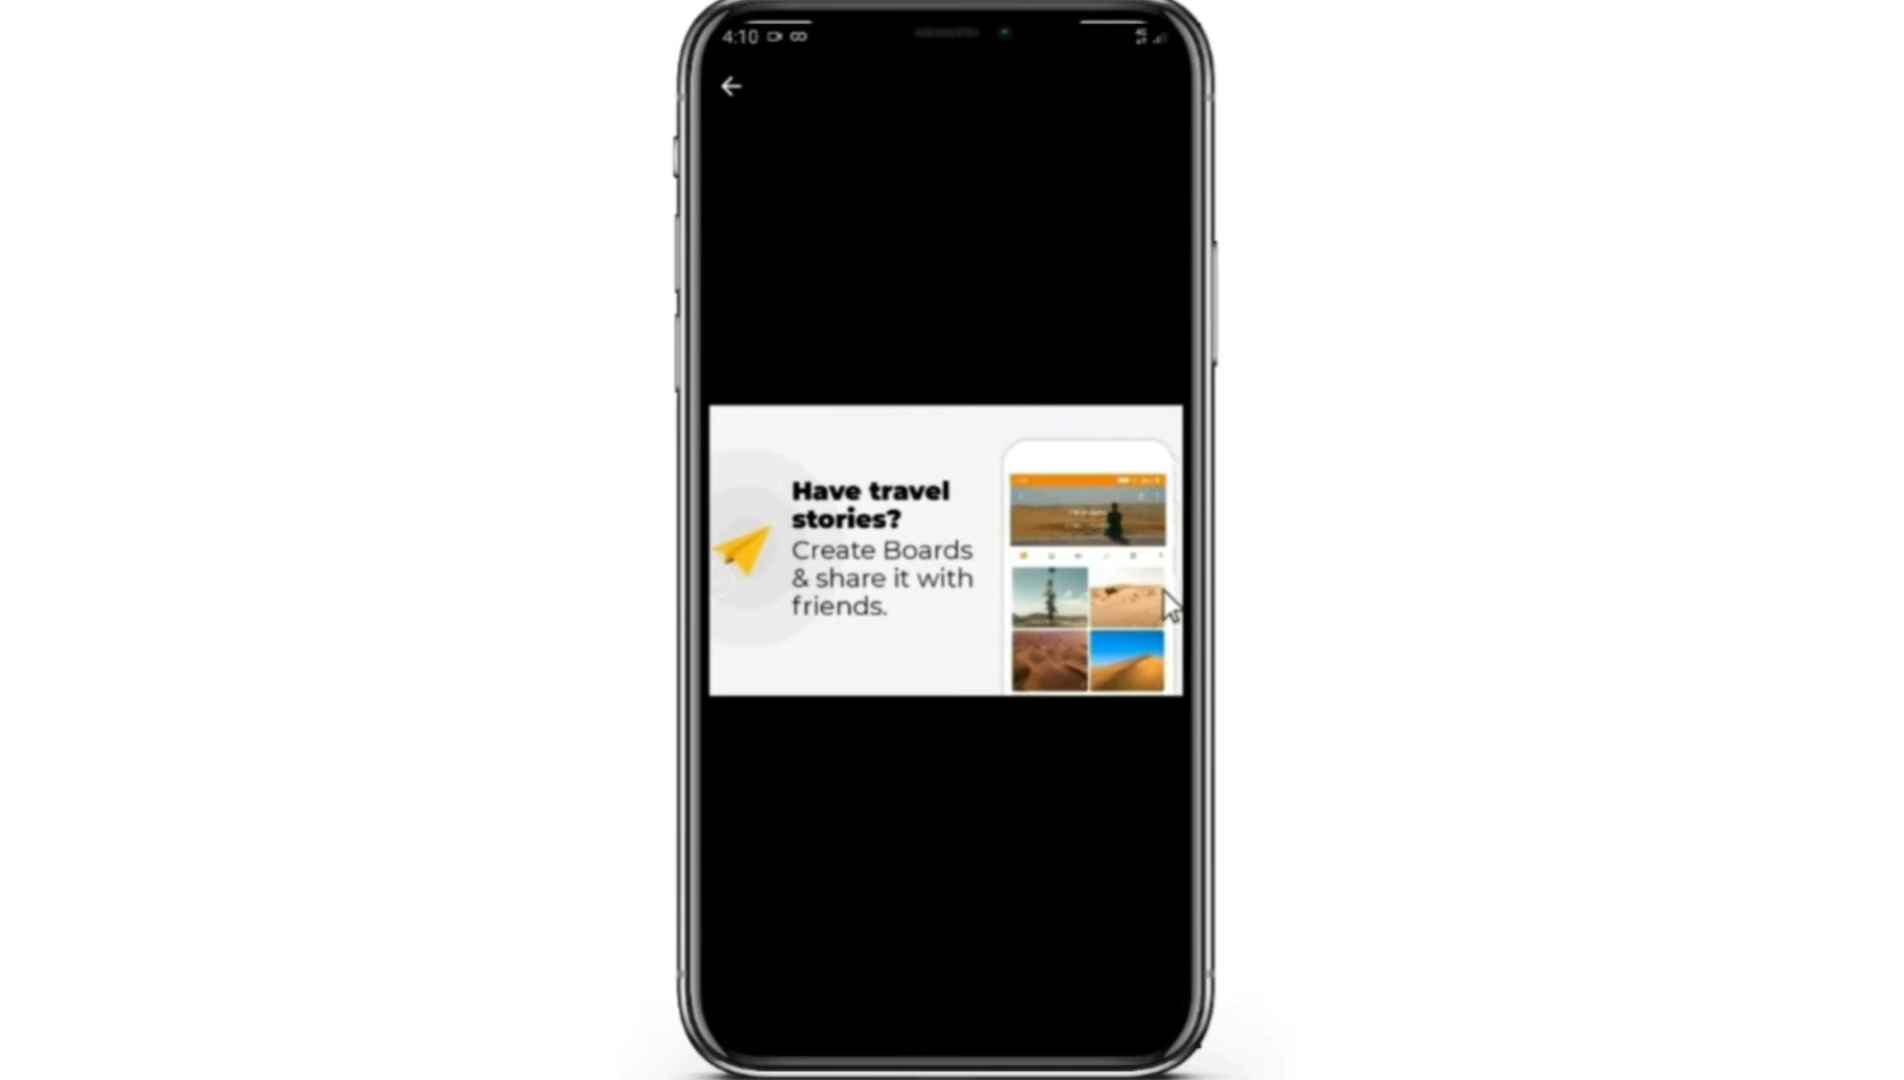 4:10
Have travel
stories?
Create Boards
& share it with
friends.